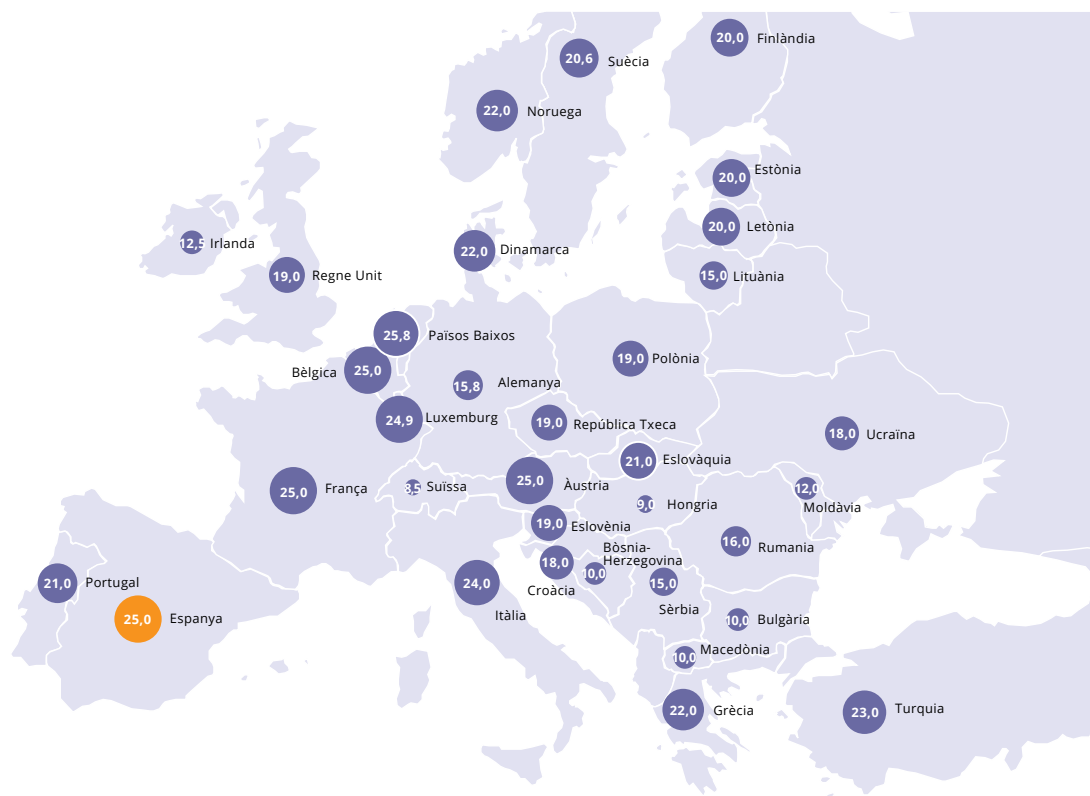 20,0 Finlàndia
20,6 Suècia
22,0 Noruega
20,0 Estònia
20,0 Letònia
12,5 Irlanda
22,0 Dinamarca
19,0 Regne Unit
15,0 Lituània
25,8 Països Baixos
19,0 Polònia
Bèlgica 25,0
15,8 Alemanya
24,9 Luxemburg
19,0 República Txeca
18,0 Ucraïna
21,0 Eslovàquia
25,0 Àustria
25,0 França
8,5 Suïssa
12,0
Moldàvia
9,0 Hongria
19,0 Eslovènia
16,0 Rumania
Bòsnia-
Herzegovina
18,0
10,0
Croàcia
21,0 Portugal
24,0
Itàlia
15,0
Sèrbia
25,0 Espanya
10,0 Bulgària
10,0 Macedònia
22,0 Grècia
23,0 Turquia